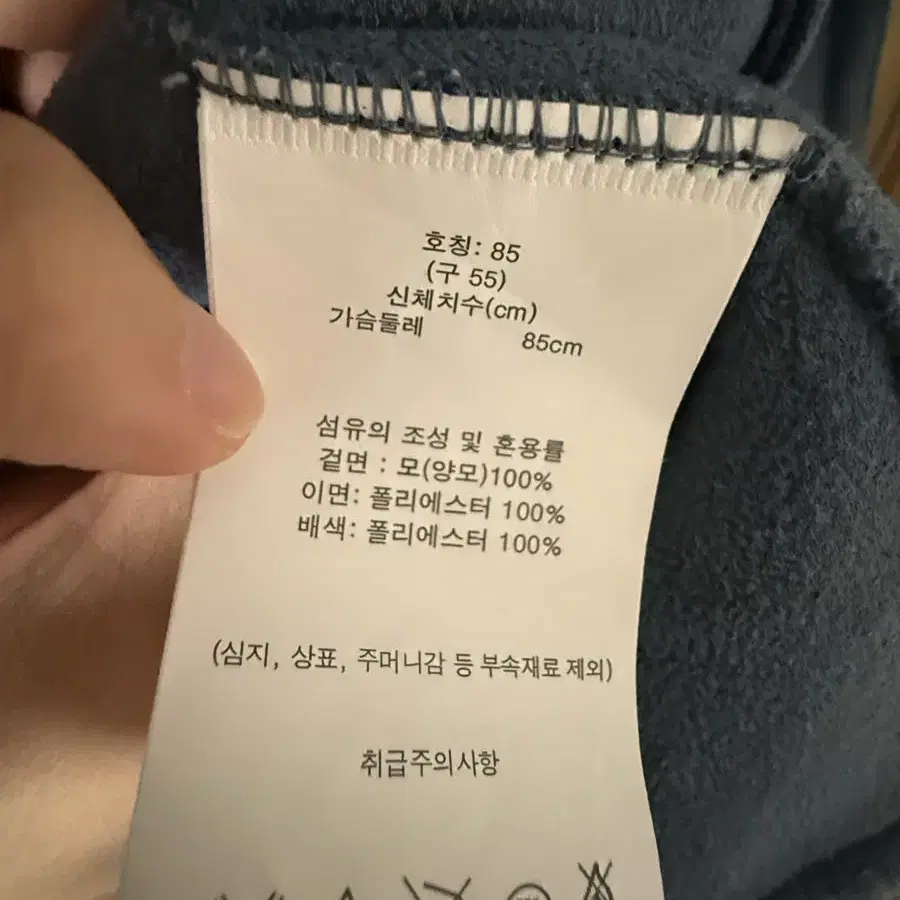 호칭: 85
(구 55)
신체치수(cm)
가슴둘레 85cm
섬유의 조성 및 혼용률
겉면 : 모(양모)100%
이면: 폴리에스터 100%
배색: 폴리에스터 100%
(심지, 상표, 주머니감 등 부속재료 제외)
취급주의사항